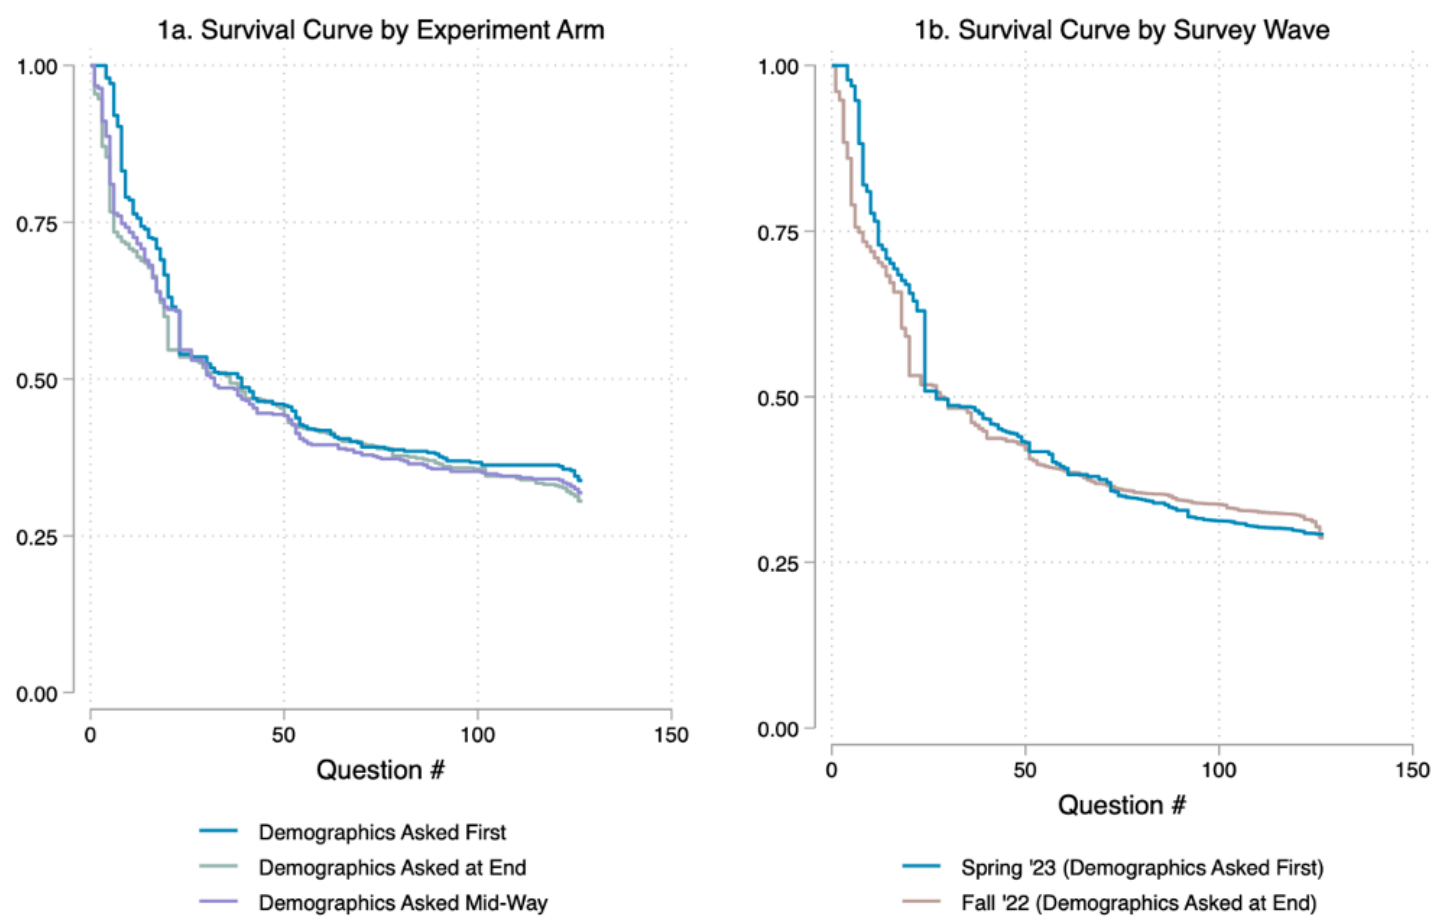 1a. Survival Curve by Experiment Arm
1.00
0.75
0.50
0.25
0.00
0 50 100 150
Question #
Demographics Asked First
Demographics Asked at End
Demographics Asked Mid-Way
1b. Survival Curve by Survey Wave
1.00
0.75
0.50
0.25
0.00
0 50 100 150
Question #
Spring '23 (Demographics Asked First)
Fall '22 (Demographics Asked at End)